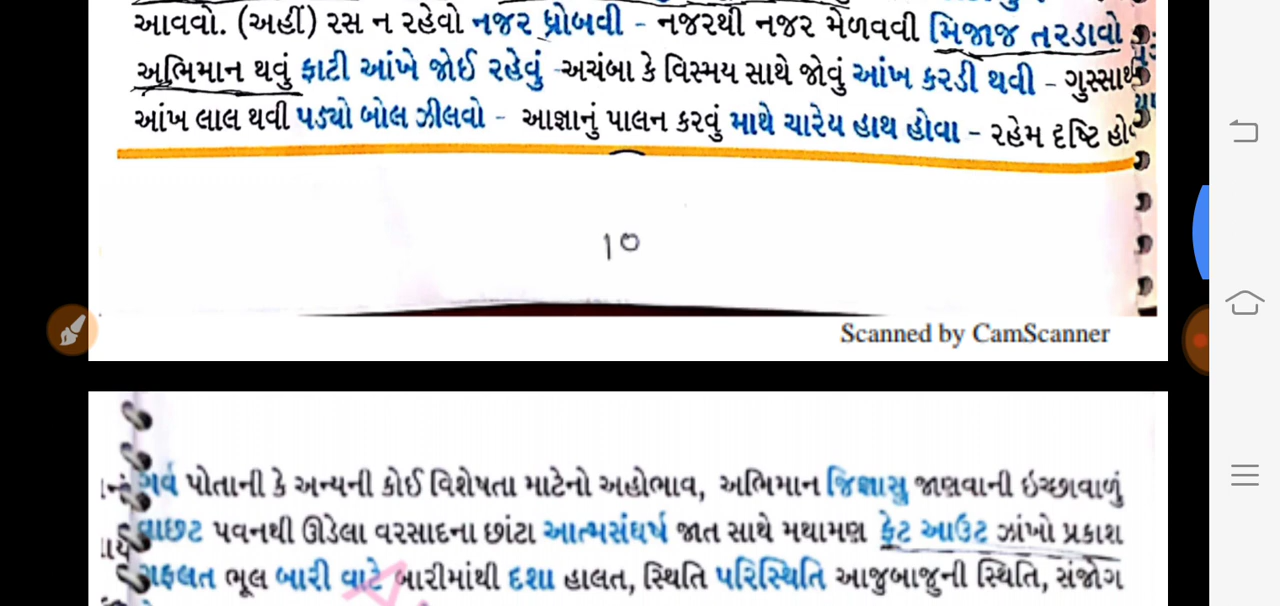 આવવો. (અહીં) રસ ન રહેવો નજર ધ્રોબવી - નજરથી નજર મેળવવી મિજાજ તરડાવો
અભિમાન થવું ફાટી આંખે જોઈ રહેવું -અચંબા કે વિસ્મય સાથે જોવું આંખ કરડી થવી -
આંખ લાલ થવી પડ્યો બોલ ઝીલવો - આજ્ઞાનું પાલન કરવું માથે ચારેય હાથ હોવા - રહેમ દૃષ્ટિ
10
Scanned by CamScanner
ગર્વ પોતાની કે અન્યની કોઈ વિશેષતા માટેનો અહોભાવ, અભિમાન જિજ્ઞાસુ જાણવાની ઇચ્છાવાળું
વાછટ પવનથી ઊડેલા વરસાદના છાંટા આત્મસંઘર્ષ જાત સાથે મથામણ ફેટ આઉટ ઝાંખો પ્રકાશ
ગફલત ભૂલ બારી વાટે બારીમાંથી દશા હાલત, સ્થિતિ પરિસ્થિતિ આજુબાજુની સ્થિતિ, સંજોગ